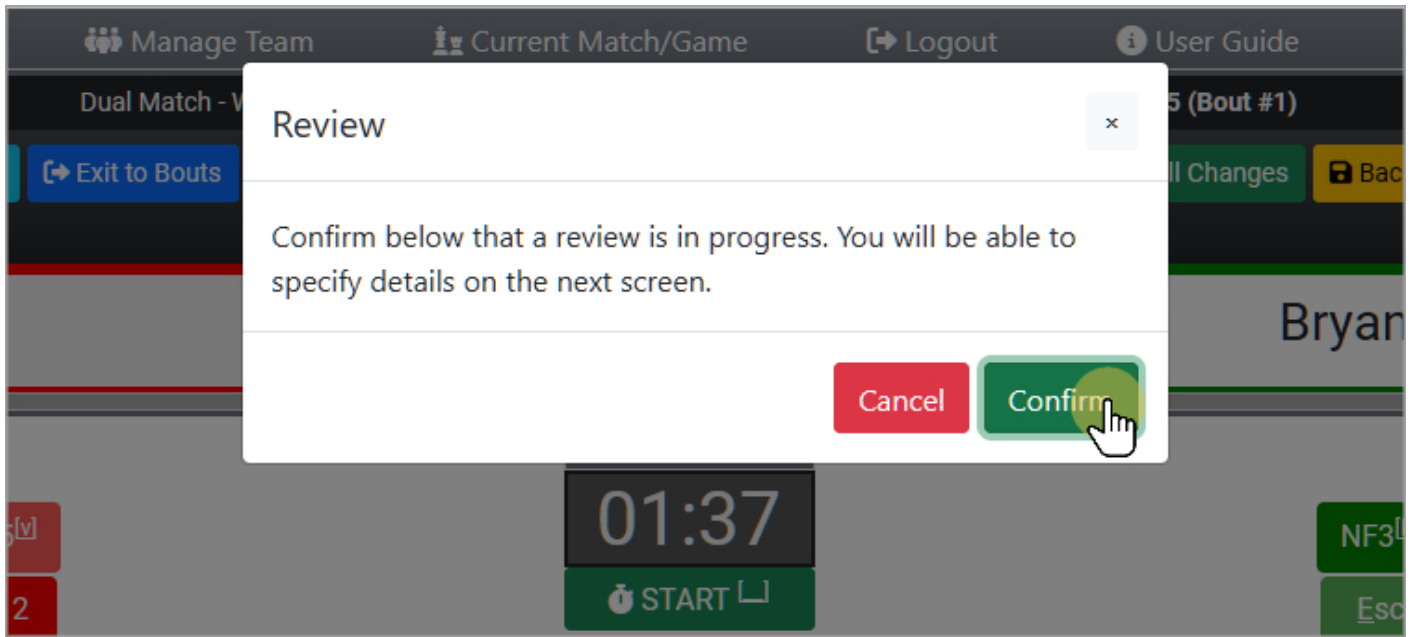 Manage Team Current Match/Game Logout User Guide
Dual Match - 5 (Bout #1)
Review ×
Exit to Bouts ll Changes Bac
Confirm below that a review is in progress. You will be able to
specify details on the next screen.
Bryan
Cancel Confirm
01:37
[v] NF3
START [_]
2 Esc